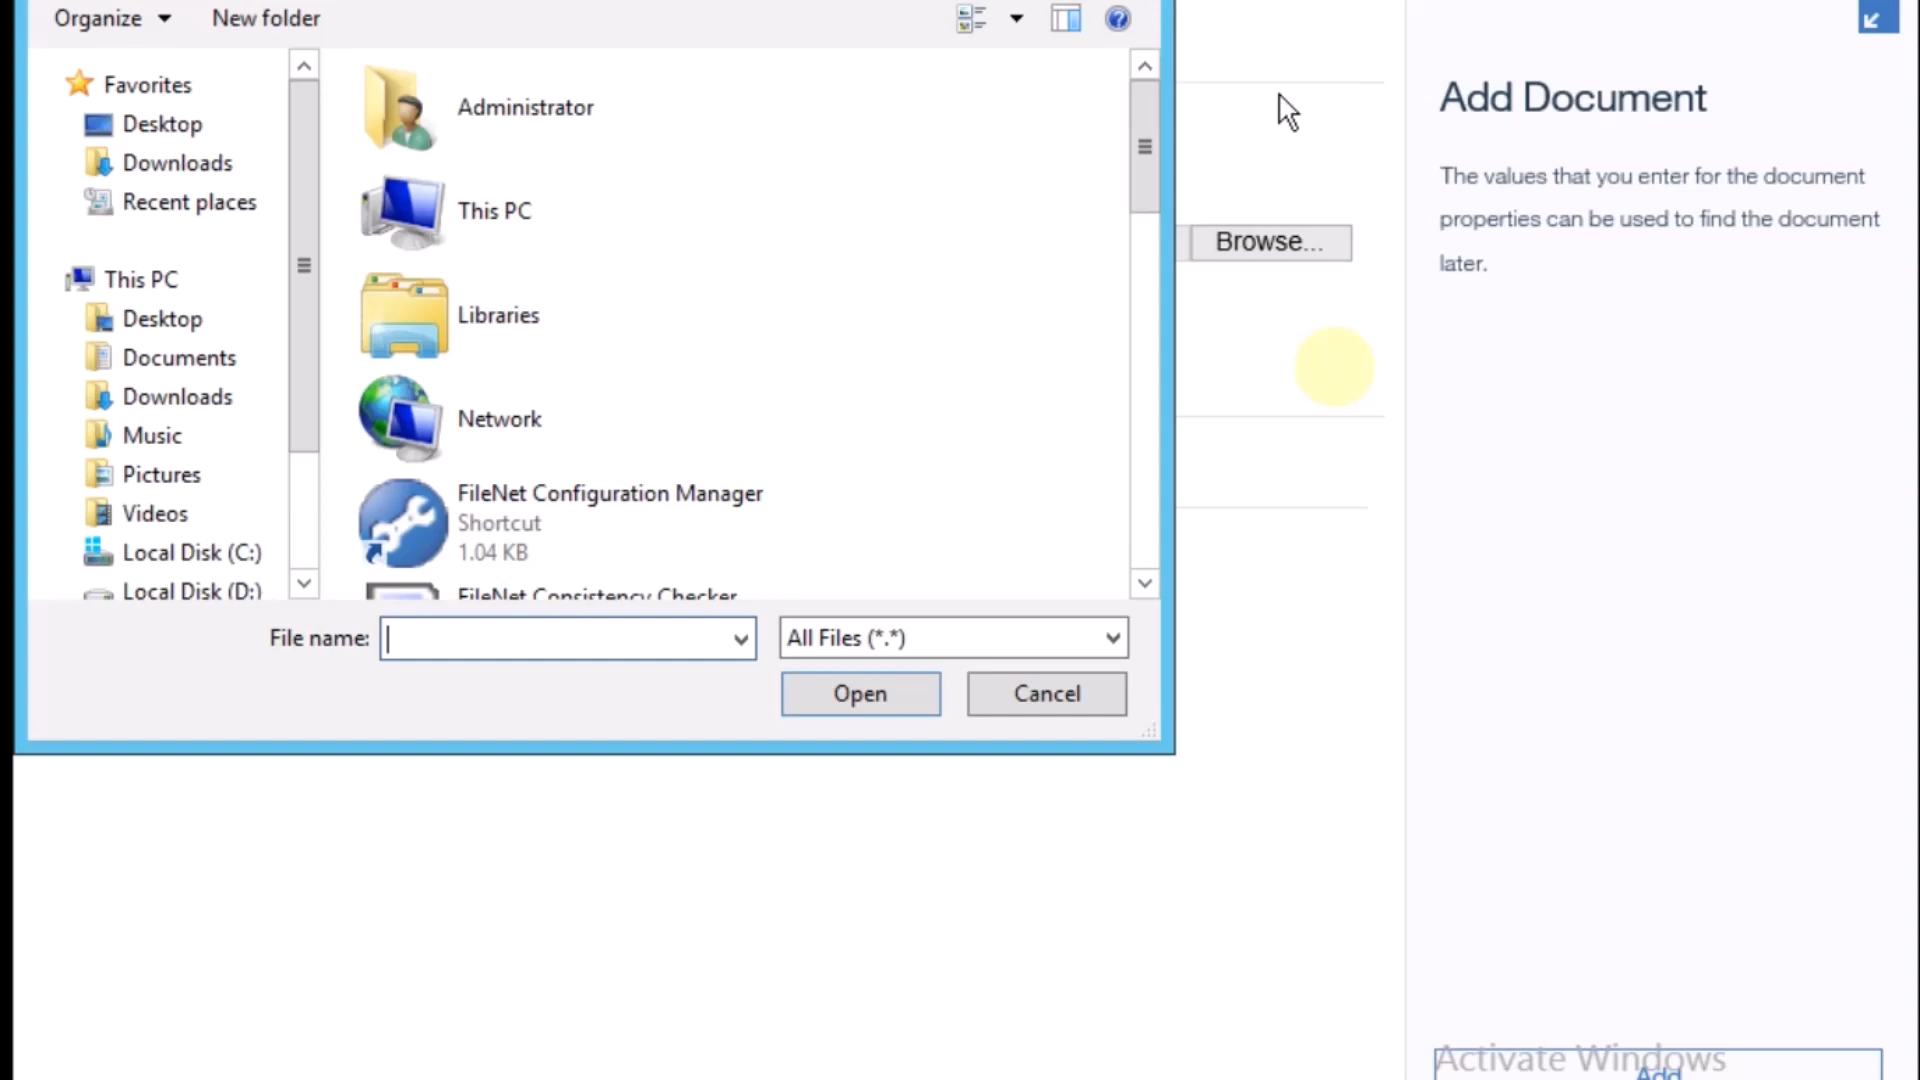 Organize
New folder
Favorites
Desktop
Downloads
Recent places
This PC
Desktop
Documents
Downloads
Music
Pictures
Videos
Local Disk (C:)
Local Disk (D:)
Administrator
This PC
Libraries
Network
FileNet Configuration Manager
Shortcut
1.04 KB
FileNet Consistency Checker
File name:
All Files (*.*)
Open
Cancel
Browse...
Add Document
The values that you enter for the document
properties can be used to find the document
later.
Activate Windows
Add